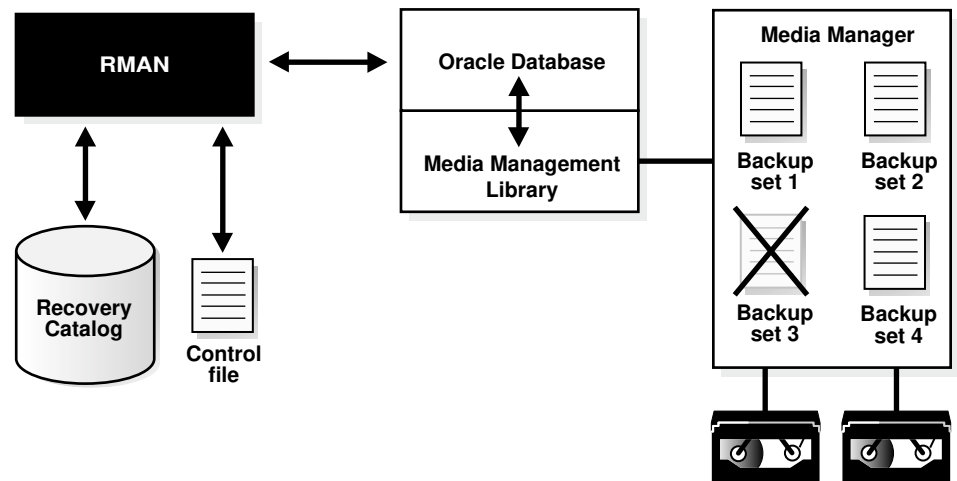 RMAN
Oracle Database
Media Management
Library
Media Manager
Backup
set 1
Backup
set 2
Backup
set 3
Backup
set 4
Recovery
Catalog
Control
file